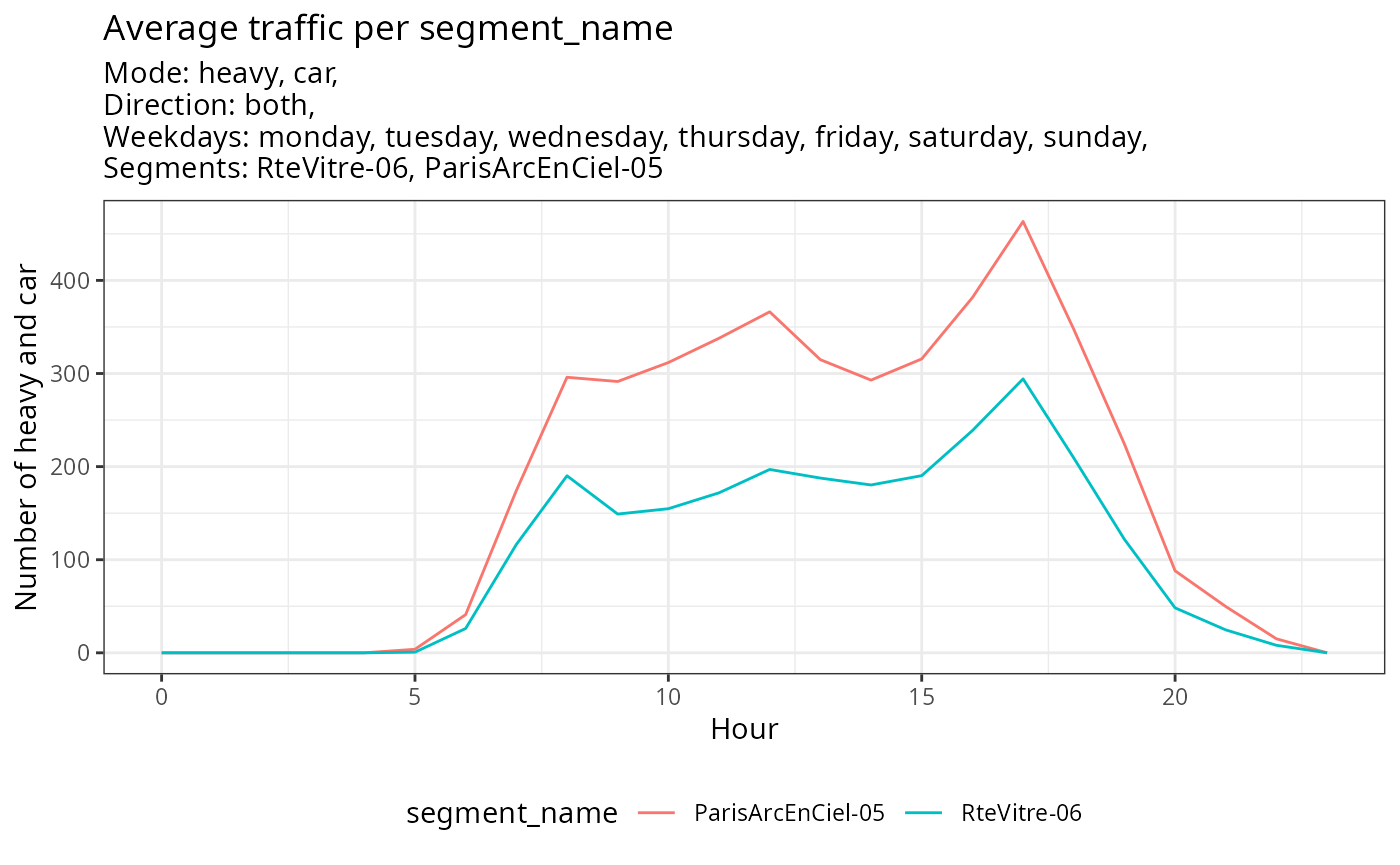 Average traffic per segment_name
Mode: heavy, car,
Direction: both,
Weekdays: monday, tuesday, wednesday, thursday, friday, saturday, sunday,
Segments: RteVitre-06, ParisArcEnCiel-05
Number of heavy and car
400
300
200
100
0
0 5 10 15 20
Hour
segment_name ParisArcEnCiel-05 RteVitre-06